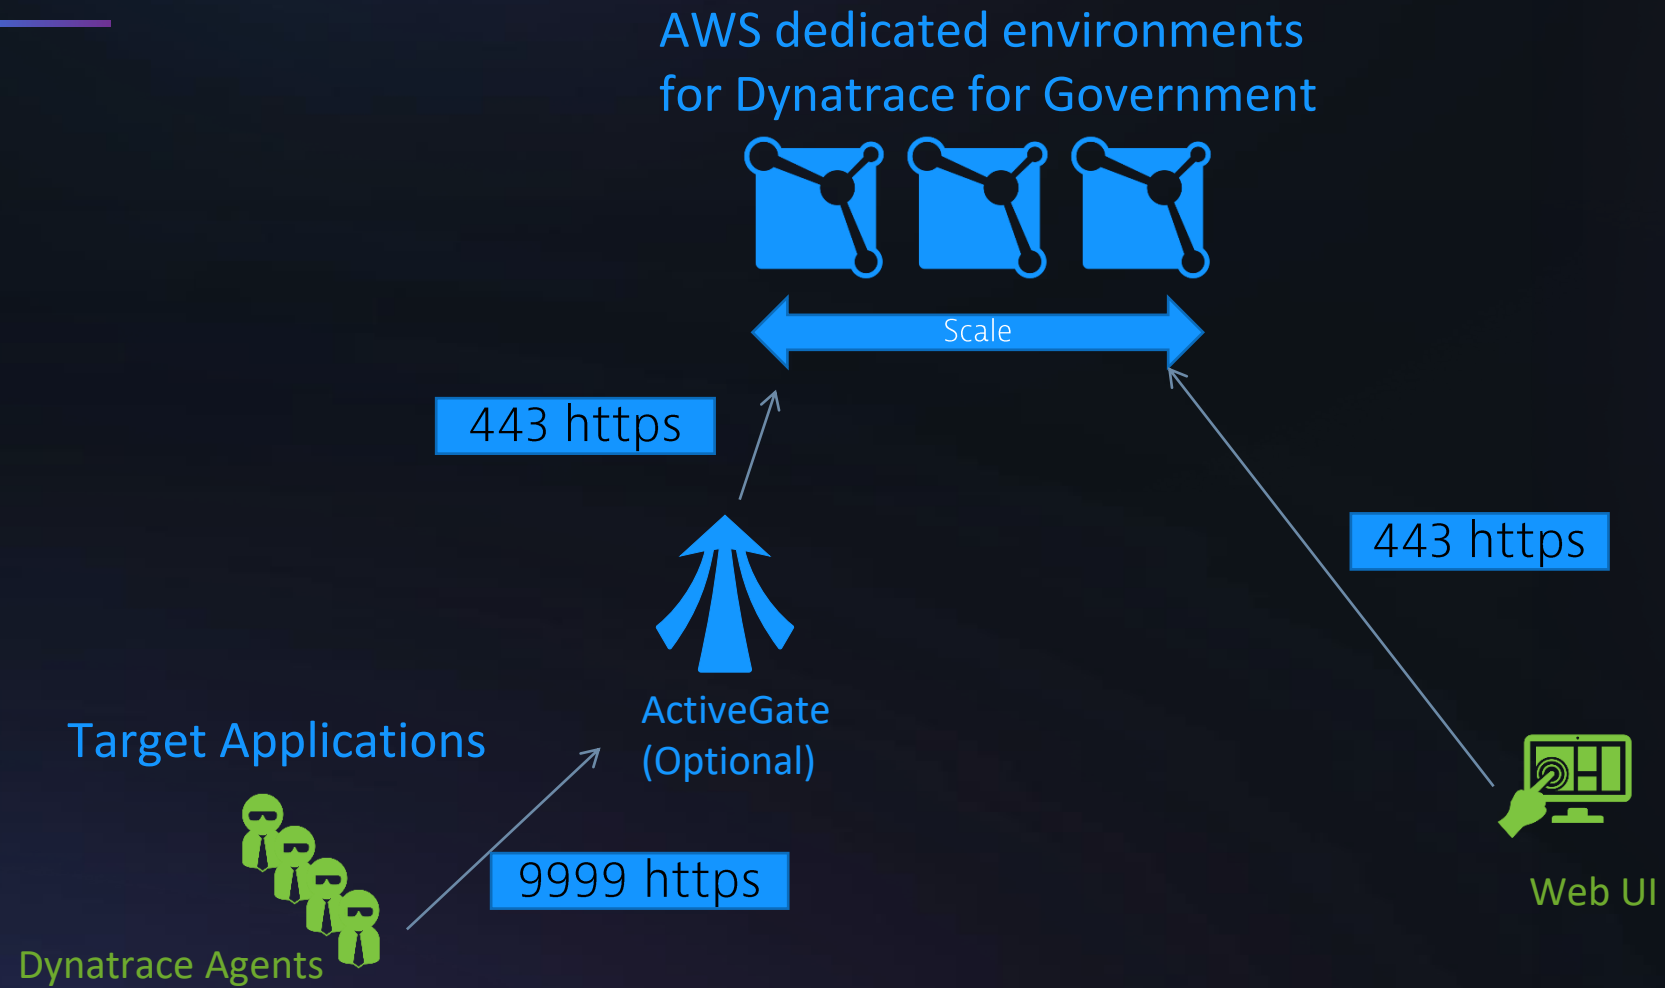 AWS dedicated environments
for Dynatrace for Government
Scale
443 https
443 https
ActiveGate
(Optional)
Target Applications
9999 https
Web UI
Dynatrace Agents